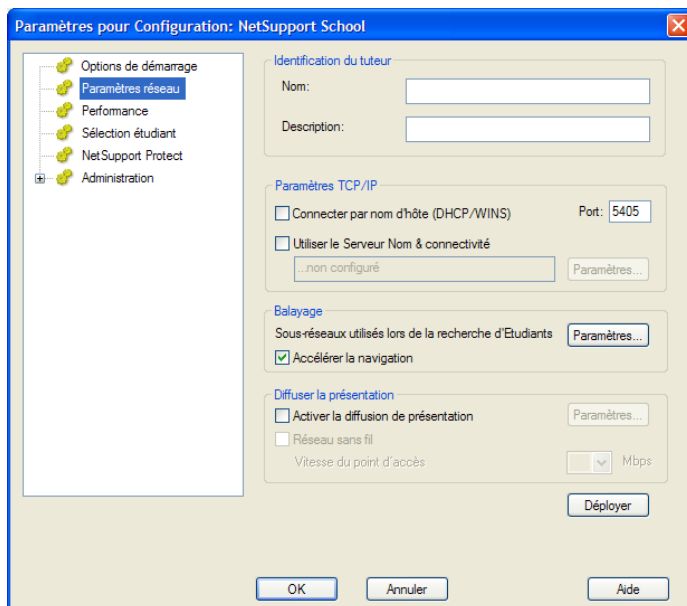 Paramètres pour Configuration: NetSupport School
Options de démarrage
Paramètres réseau
Performance
Sélection étudiant
NetSupport Protect
Administration
Identification du tuteur
Nom:
Description:
Paramètres TCP/IP
Connecter par nom d'hôte (DHCP/WINS) Port: 5405
Utiliser le Serveur Nom & connectivité
...non configuré Paramètres...
Balayage
Sous-réseaux utilisés lors de la recherche d'Etudiants Paramètres...
Accélérer la navigation
Diffuser la présentation
Activer la diffusion de présentation Paramètres...
Réseau sans fil
Vitesse du point d'accès Mbps
Déployer
OK Annuler Aide